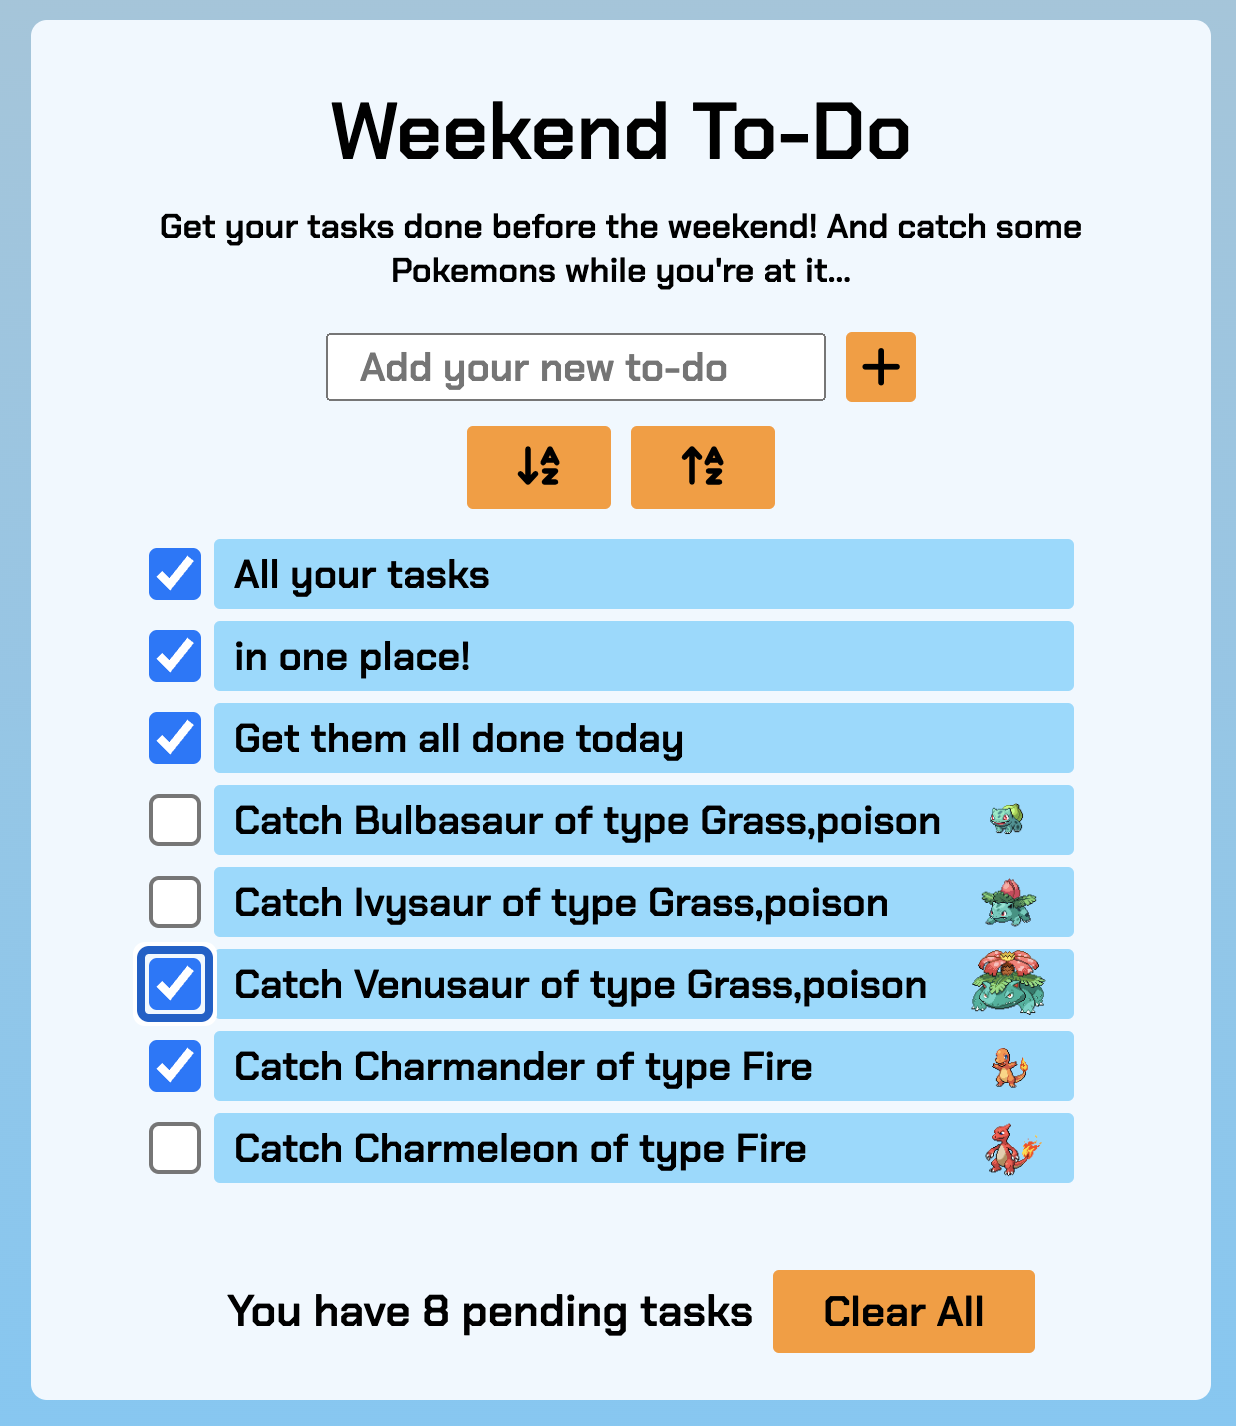 Weekend To-Do
Get your tasks done before the weekend! And catch some
Pokemons while you're at it...
Add your new to-do
+
A
Z
A
Z
All your tasks
in one place!
Get them all done today
Catch Bulbasaur of type Grass,poison
Catch Ivysaur of type Grass,poison
Catch Venusaur of type Grass,poison
Catch Charmander of type Fire
Catch Charmeleon of type Fire
You have 8 pending tasks
Clear All